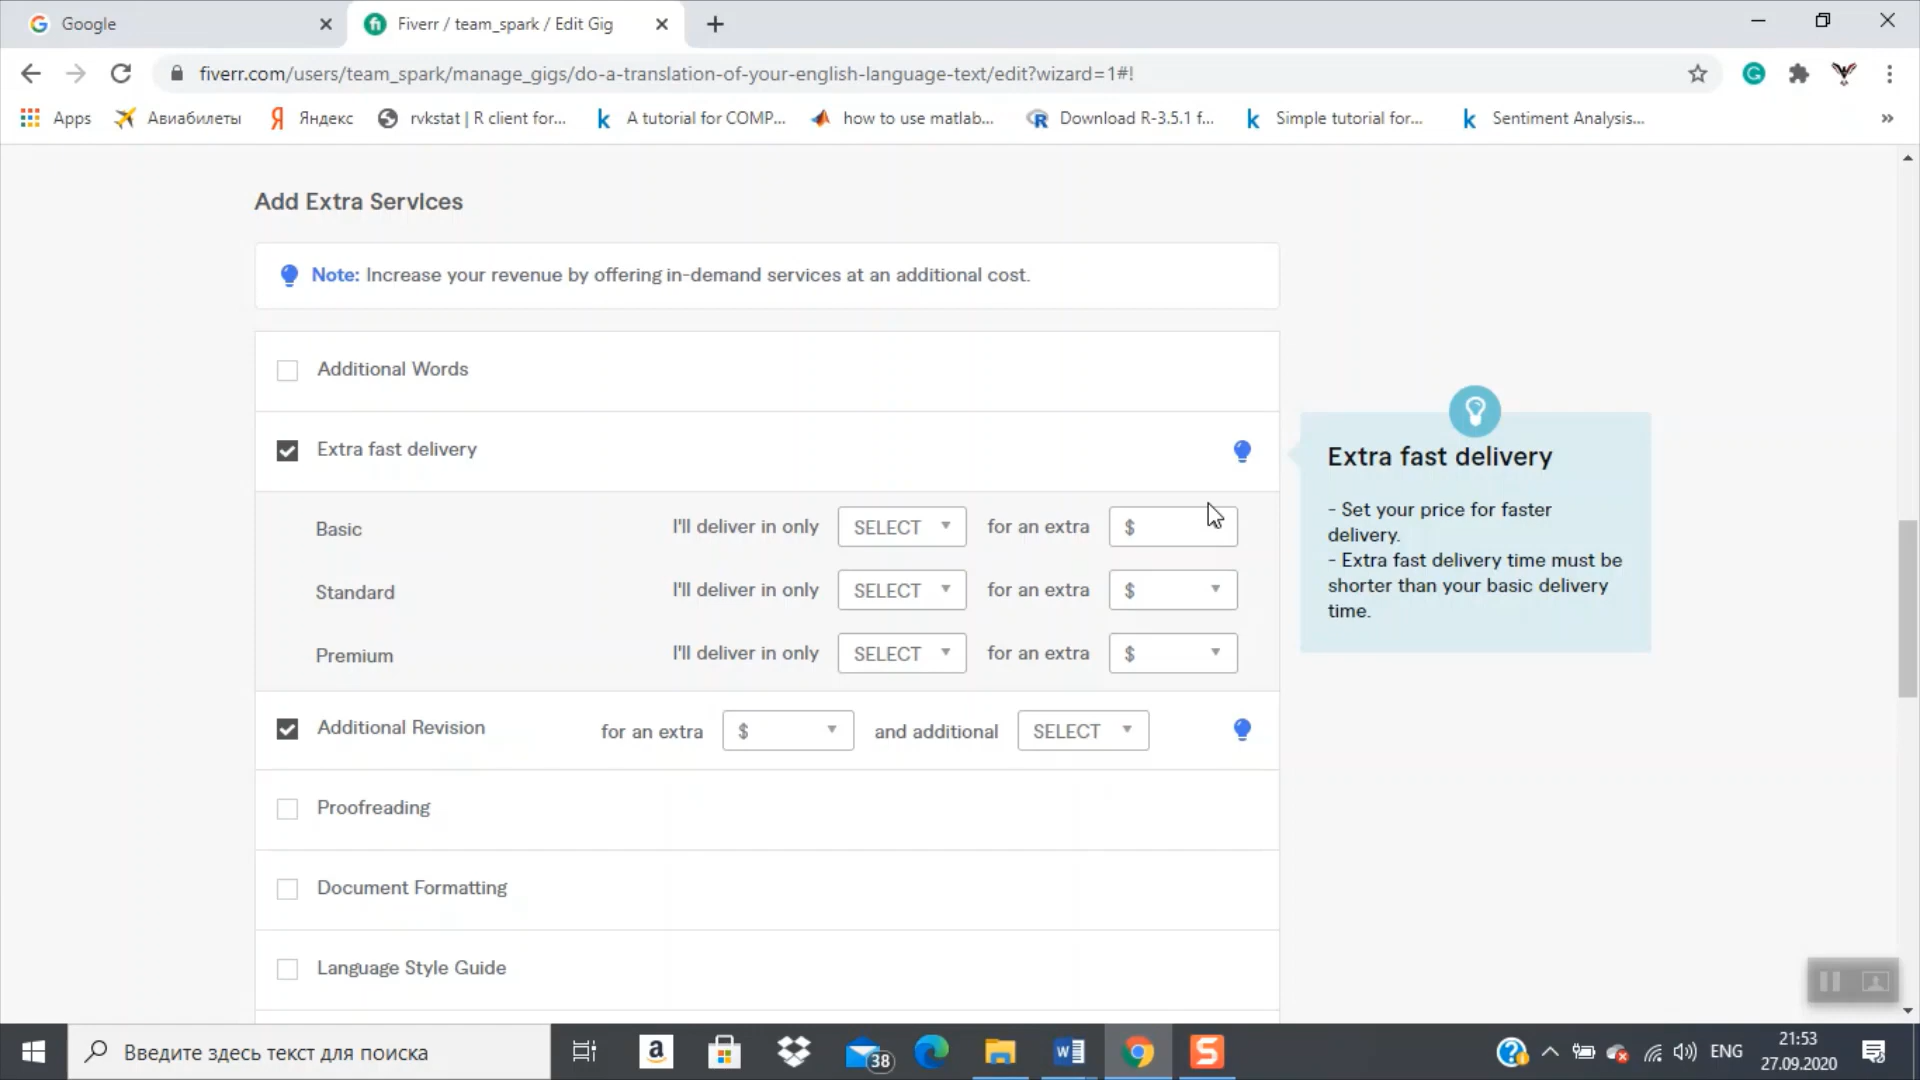 Google
Fiverr / team_spark / Edit Gig
fiverr.com/users/team_spark/manage_gigs/do-a-translation-of-your-english-language-text/edit?wizard=1#!
Apps Авиабилеты Яндекс rvkstat | R client for... A tutorial for COMP... how to use matlab... Download R-3.5.1 f... Simple tutorial for... Sentiment Analysis...
Add Extra Services
Note: Increase your revenue by offering in-demand services at an additional cost.
Additional Words
Extra fast delivery
Basic I'll deliver in only SELECT for an extra $
Standard I'll deliver in only SELECT for an extra $
Premium I'll deliver in only SELECT for an extra $
Additional Revision for an extra $ and additional SELECT
Proofreading
Document Formatting
Language Style Guide
Extra fast delivery
- Set your price for faster
delivery.
- Extra fast delivery time must be
shorter than your basic delivery
time.
Введите здесь текст для поиска
38
ENG
21:53
27.09.2020